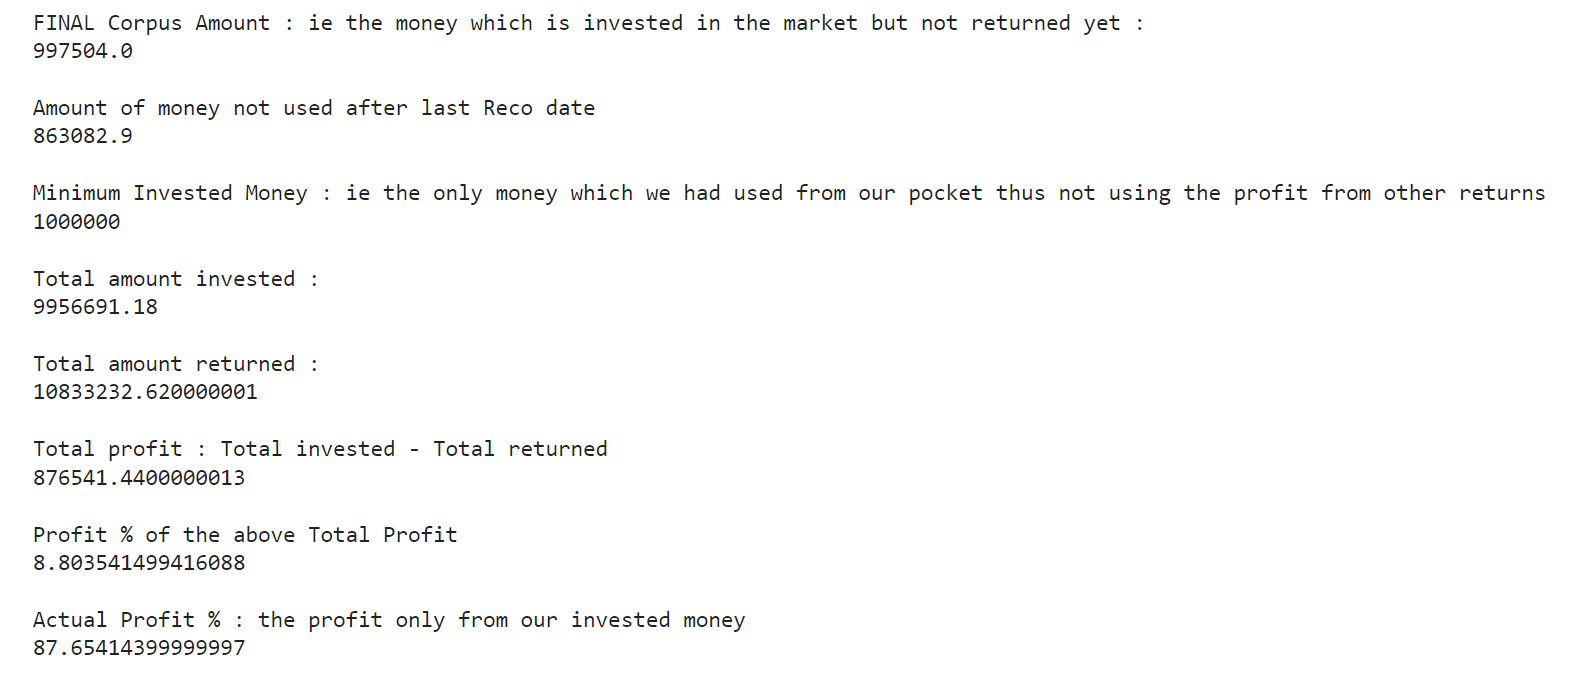 FINAL Corpus Amount : ie the money which is invested in the market but not returned yet :
997504.0
Amount of money not used after last Reco date
863082.9
Minimum Invested Money : ie the only money which we had used from our pocket thus not using the profit from other returns
1000000
Total amount invested :
9956691.18
Total amount returned :
10833232.620000001
Total profit : Total invested - Total returned
876541.4400000013
Profit % of the above Total Profit
8.803541499416088
Actual Profit % : the profit only from our invested money
87.65414399999997